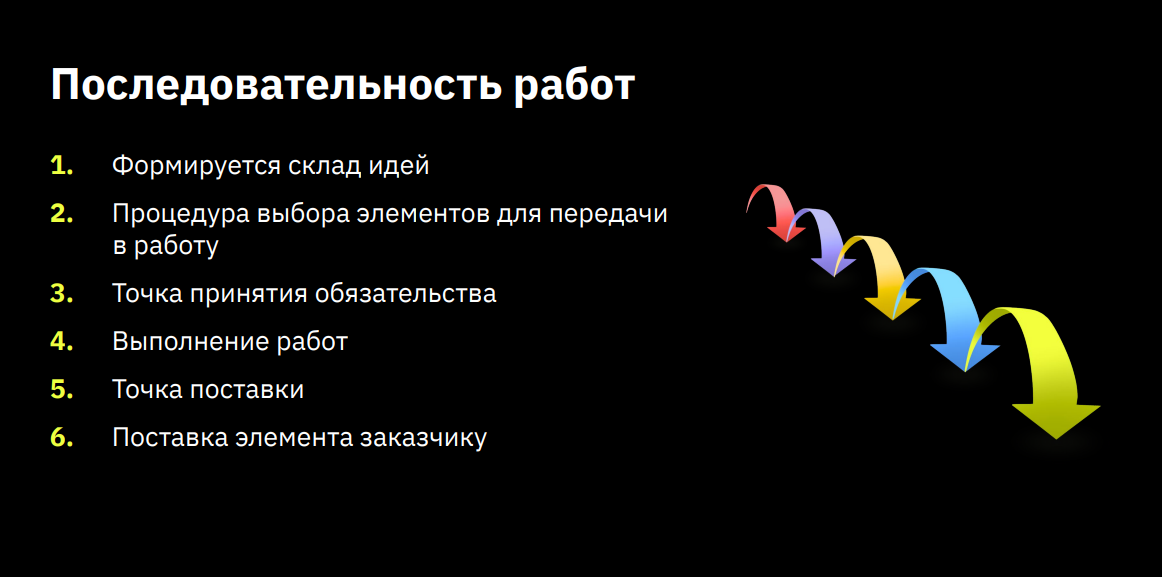 Последовательность работ
1. Формируется склад идей
2. Процедура выбора элементов для передачи
в работу
3. Точка принятия обязательства
4. Выполнение работ
5. Точка поставки
6. Поставка элемента заказчику